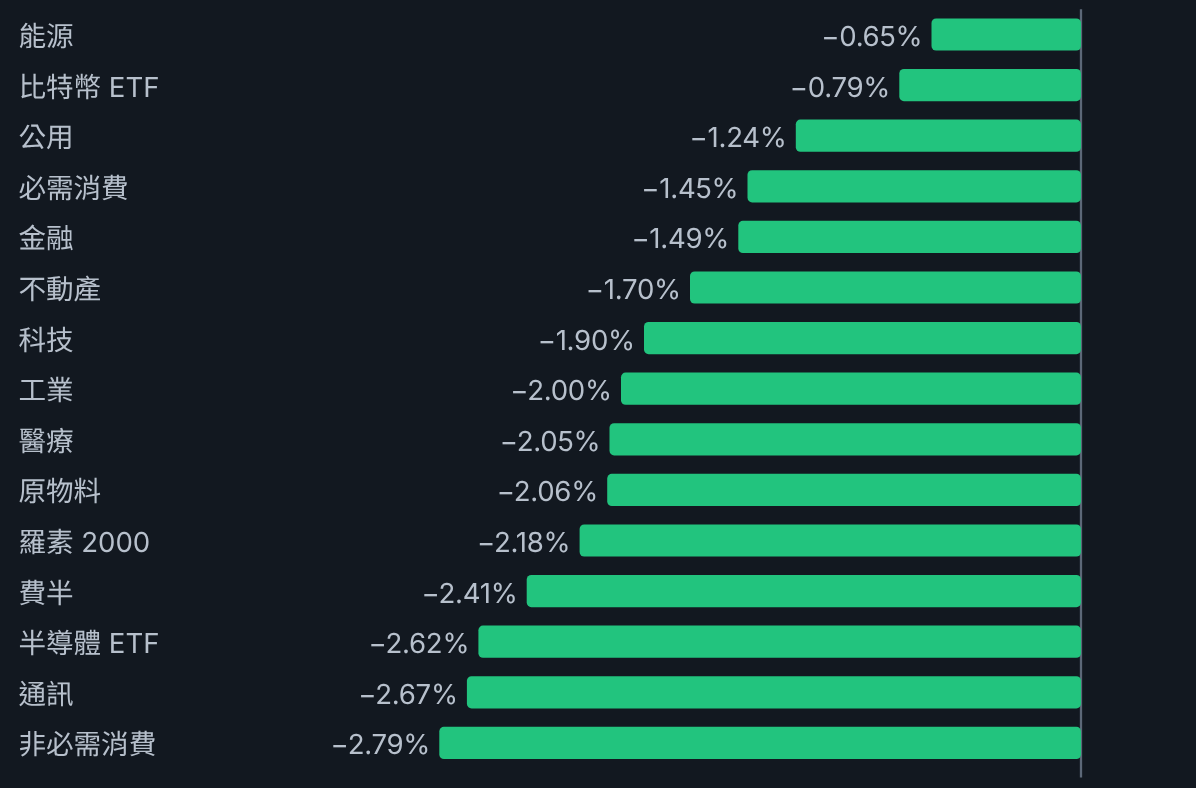 能源 −0.65%
比特幣 ETF −0.79%
公用 −1.24%
必需消費 −1.45%
金融 −1.49%
不動產 −1.70%
科技 −1.90%
工業 −2.00%
醫療 −2.05%
原物料 −2.06%
羅素 2000 −2.18%
費半 −2.41%
半導體 ETF −2.62%
通訊 −2.67%
非必需消費 −2.79%